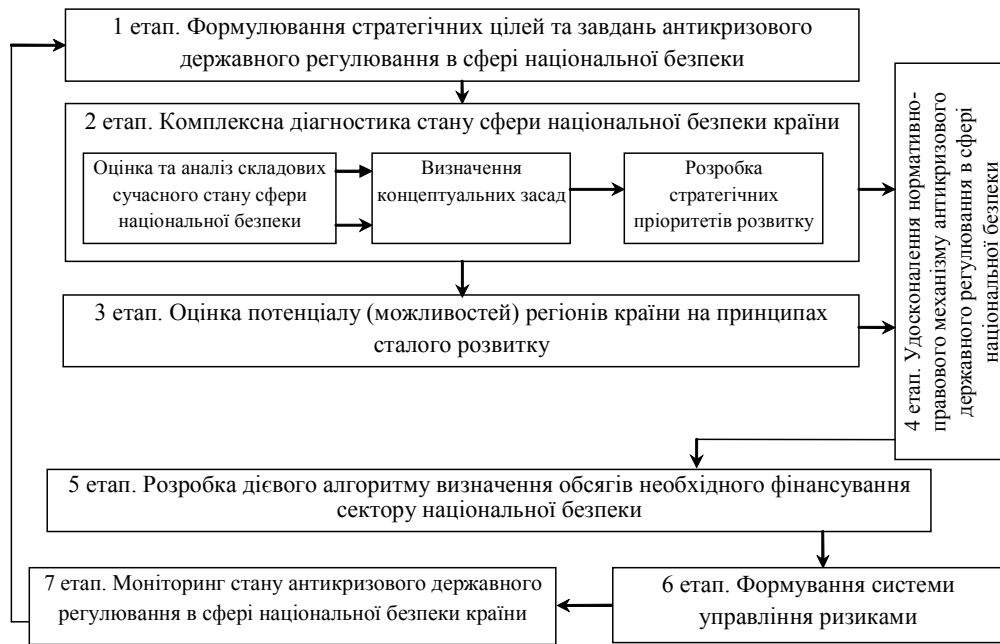 1 етап. Формулювання стратегічних цілей та завдань антикризового
державного регулювання в сфері національної безпеки
2 етап. Комплексна діагностика стану сфери національної безпеки країни
Оцінка та аналіз складових
сучасного стану сфери
національної безпеки
Визначення
концептуальних засад
Розробка
стратегічних
пріоритетів розвитку
3 етап. Оцінка потенціалу (можливостей) регіонів країни на принципах
сталого розвитку
4 етап. Удосконалення нормативно-
правового механізму антикризового
державного регулювання в сфері
національної безпеки
5 етап. Розробка дієвого алгоритму визначення обсягів необхідного фінансування
сектору національної безпеки
6 етап. Формування системи
управління ризиками
7 етап. Моніторинг стану антикризового державного
регулювання в сфері національної безпеки країни